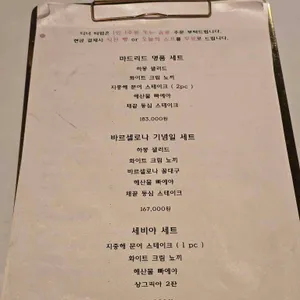 마드리드 명품 세트
하몽 샐러드
화이트 크림 뇨끼
지중해 문어 스테이크 (2pc)
해산물 빠에야
채끝 등심 스테이크
183,000원
바르셀로나 기념일 세트
하몽 샐러드
화이트 크림 뇨끼
바르셀로나 꿀대구
해산물 빠에야
채끝 등심 스테이크
167,000원
세비야 세트
지중해 문어 스테이크 (1pc)
화이트 크림 뇨끼
해산물 빠에야
샹그리아 2잔